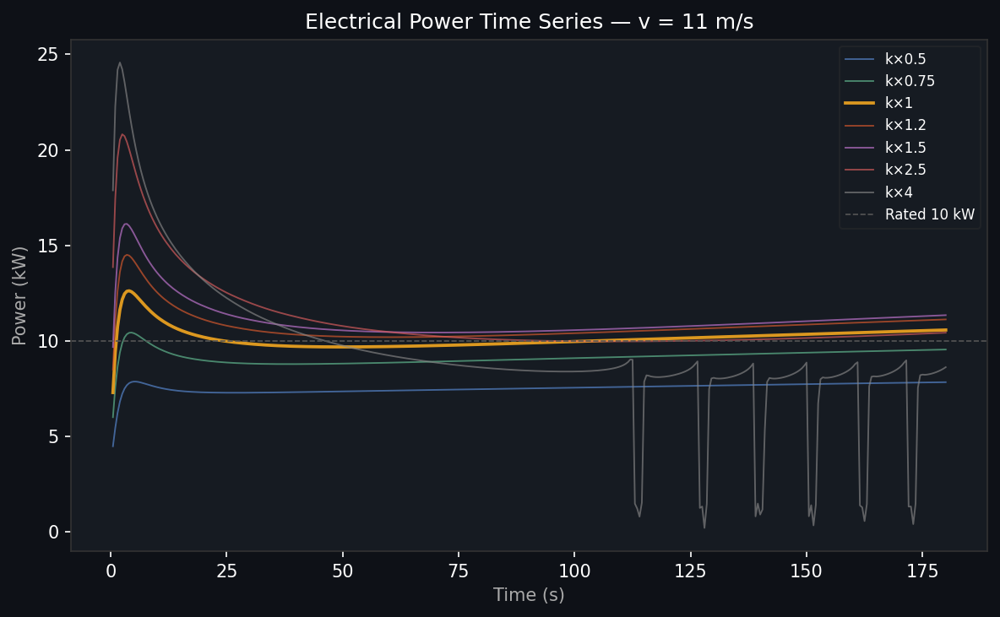 Electrical Power Time Series — v = 11 m/s
25
20
15
10
5
0
Power (kW)
k×0.5
k×0.75
k×1
k×1.2
k×1.5
k×2.5
k×4
Rated 10 kW
0 25 50 75 100 125 150 175
Time (s)